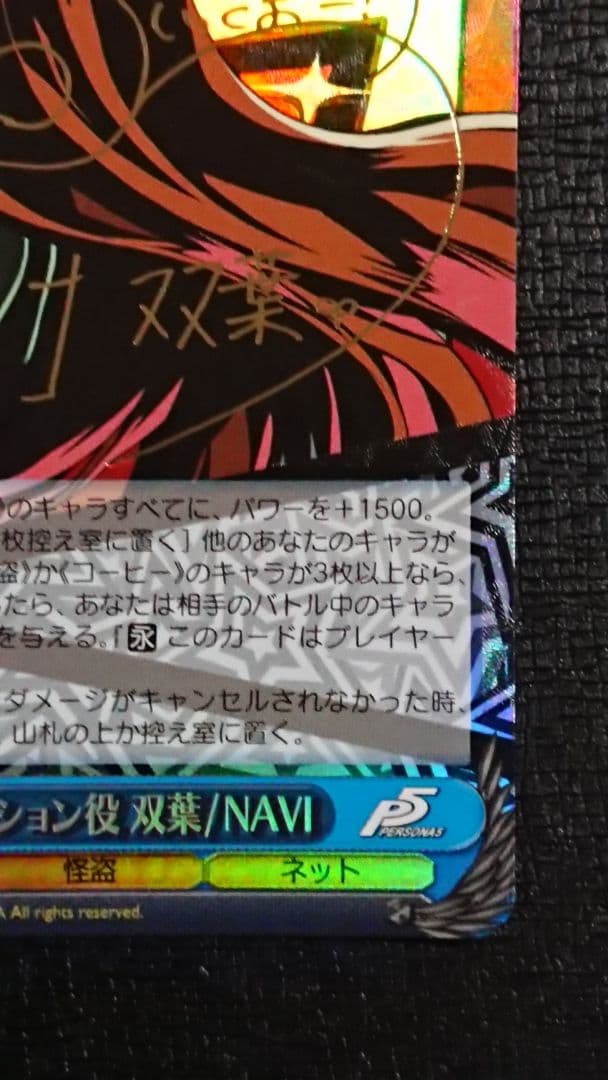 双葉
のキャラすべてに、パワーを＋1500。
枚控え室に置く］他のあなたのキャラが
盗》か《コーヒー》のキャラが3枚以上なら、
たら、あなたは相手のバトル中のキャラ
を与える。『永 このカードはプレイヤー
ダメージがキャンセルされなかった時、
山札の上か控え室に置く。
ション役 双葉/NAVI
P5
PERSONA5
怪盗
ネット
A All rights reserved.